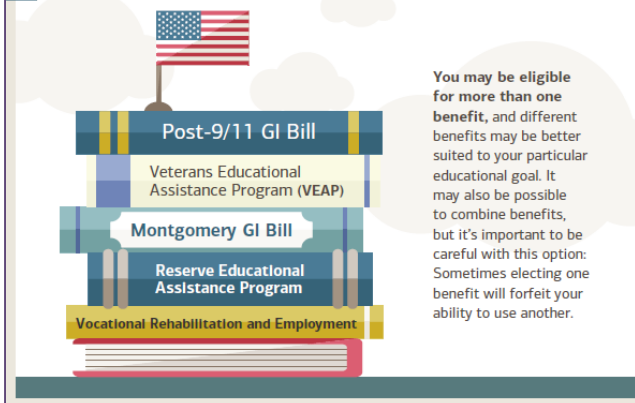 Post-9/11 GI Bill
Veterans Educational
Assistance Program (VEAP)
Montgomery GI Bill
Reserve Educational
Assistance Program
Vocational Rehabilitation and Employment
You may be eligible
for more than one
benefit, and different
benefits may be better
suited to your particular
educational goal. It
may also be possible
to combine benefits,
but it's important to be
careful with this option:
Sometimes electing one
benefit will forfeit your
ability to use another.